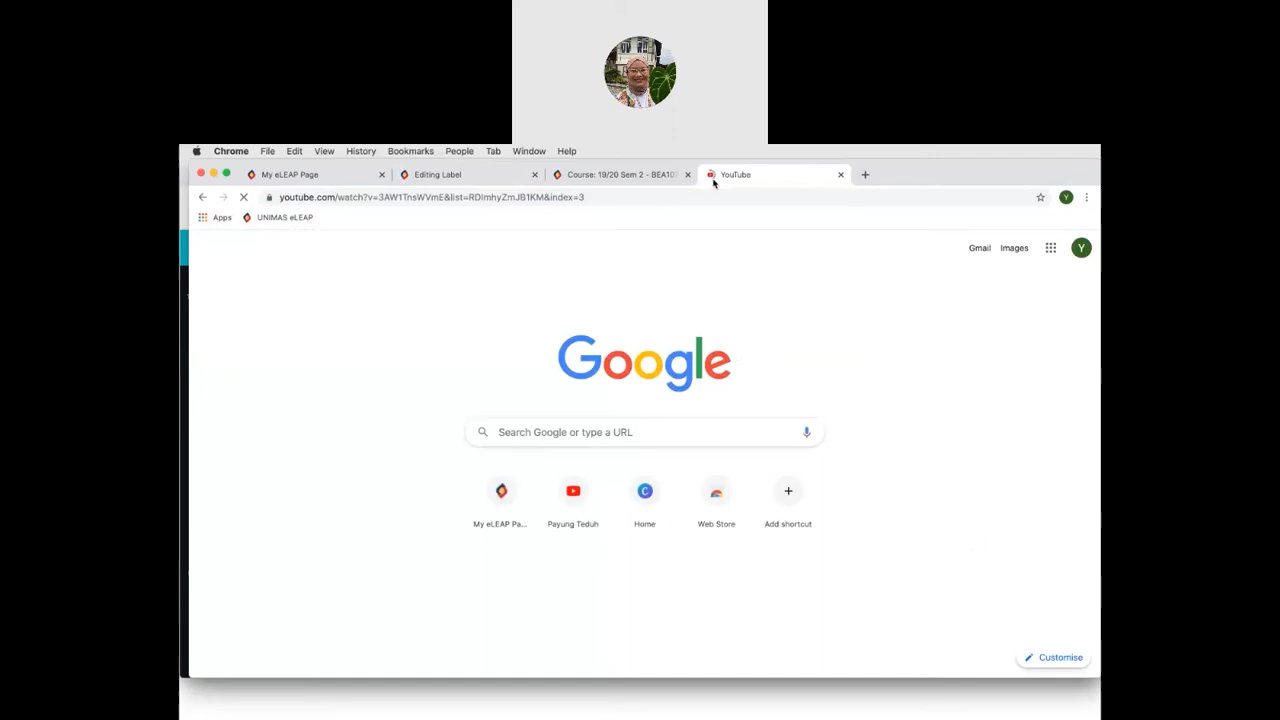 Chrome File Edit View History Bookmarks People Tab Window Help
My eLEAP Page Editing Label Course: 19/20 Sem 2 - BEA107 YouTube
youtube.com/watch?v=3AW1TnsWVmE&list=RDImhyZmJB1KM&index=3 Y
Apps UNIMAS eLEAP
Gmail Images Y
Google
Search Google or type a URL
C
My eLEAP Pa... Payung Teduh Home Web Store Add shortcut
Customise